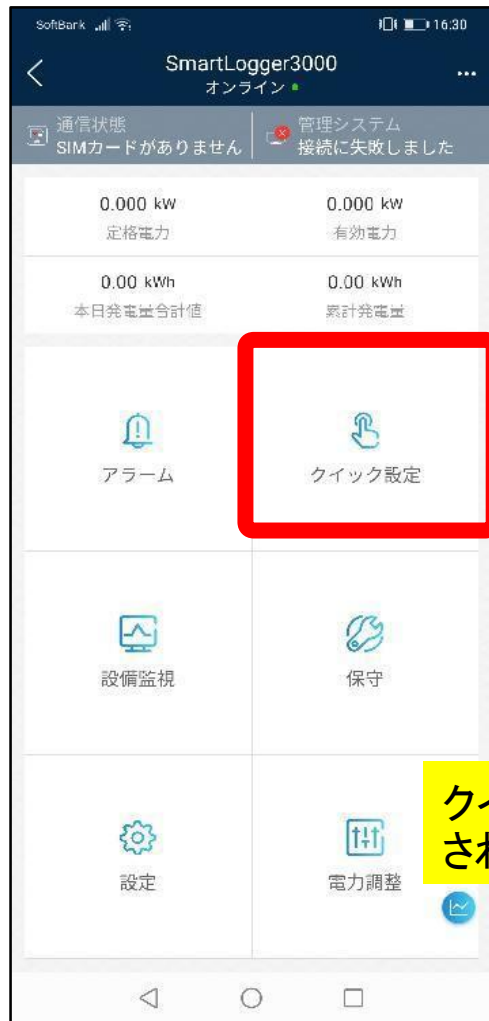 SoftBank 16:30
SmartLogger3000
オンライン
通信状態
SIMカードがありません
管理システム
接続に失敗しました
0.000 kW
定格電力
0.000 kW
有効電力
0.00 kWh
本日発電量合計値
0.00 kWh
累計発電量
アラーム
クイック設定
設備監視
保守
設定
電力調整
クイ
され